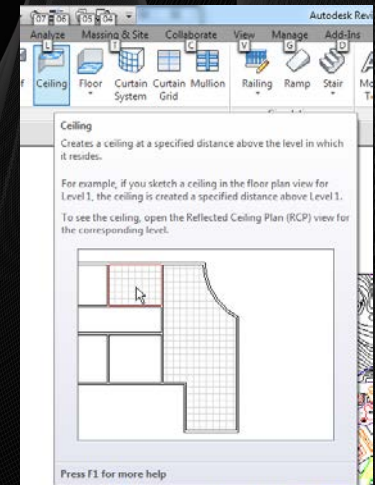 07 06 05 04
Autodesk Revi
Analyze Massing & Site Collaborate View Manage Add-Ins
L T C V G D
Ceiling Floor Curtain System Curtain Grid Mullion Railing Ramp Stair
Ceiling
Creates a ceiling at a specified distance above the level in which
it resides.
For example, if you sketch a ceiling in the floor plan view for
Level 1, the ceiling is created a specified distance above Level 1.
To see the ceiling, open the Reflected Ceiling Plan (RCP) view for
the corresponding level.
Press F1 for more help